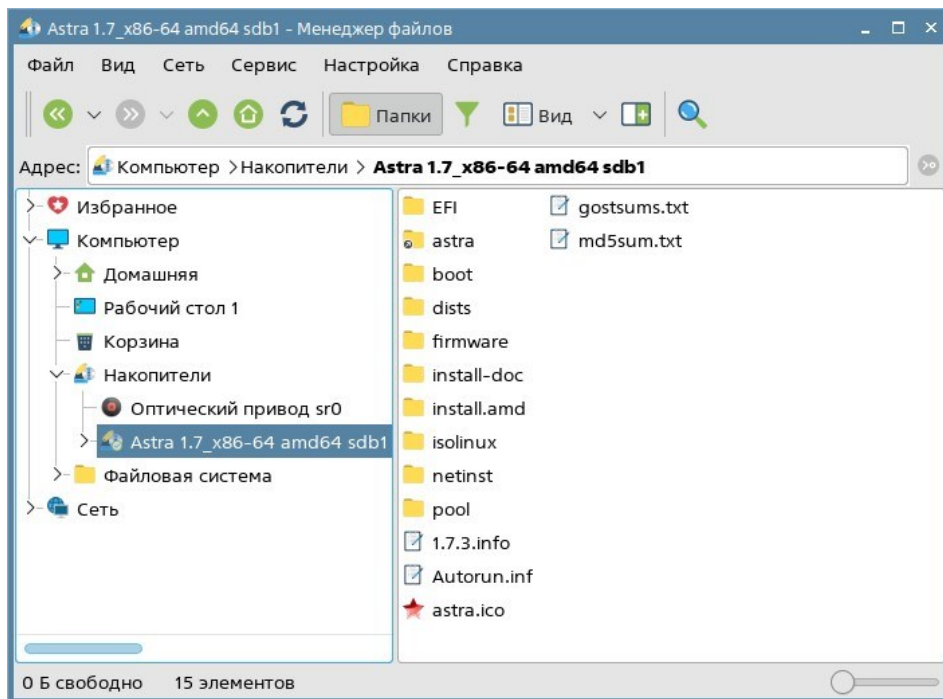 Astra 1.7_x86-64 amd64 sdb1 - Менеджер файлов
Файл Вид Сеть Сервис Настройка Справка
Папки Вид
Адрес: Компьютер > Накопители > Astra 1.7_x86-64 amd64 sdb1
Избранное
Компьютер
Домашняя
Рабочий стол 1
Корзина
Накопители
Оптический привод sr0
Astra 1.7_x86-64 amd64 sdb1
Файловая система
Сеть
EFI
astra
boot
dists
firmware
install-doc
install.amd
isolinux
netinst
pool
1.7.3.info
Autorun.inf
astra.ico
gostsums.txt
md5sum.txt
0 Б свободно 15 элементов